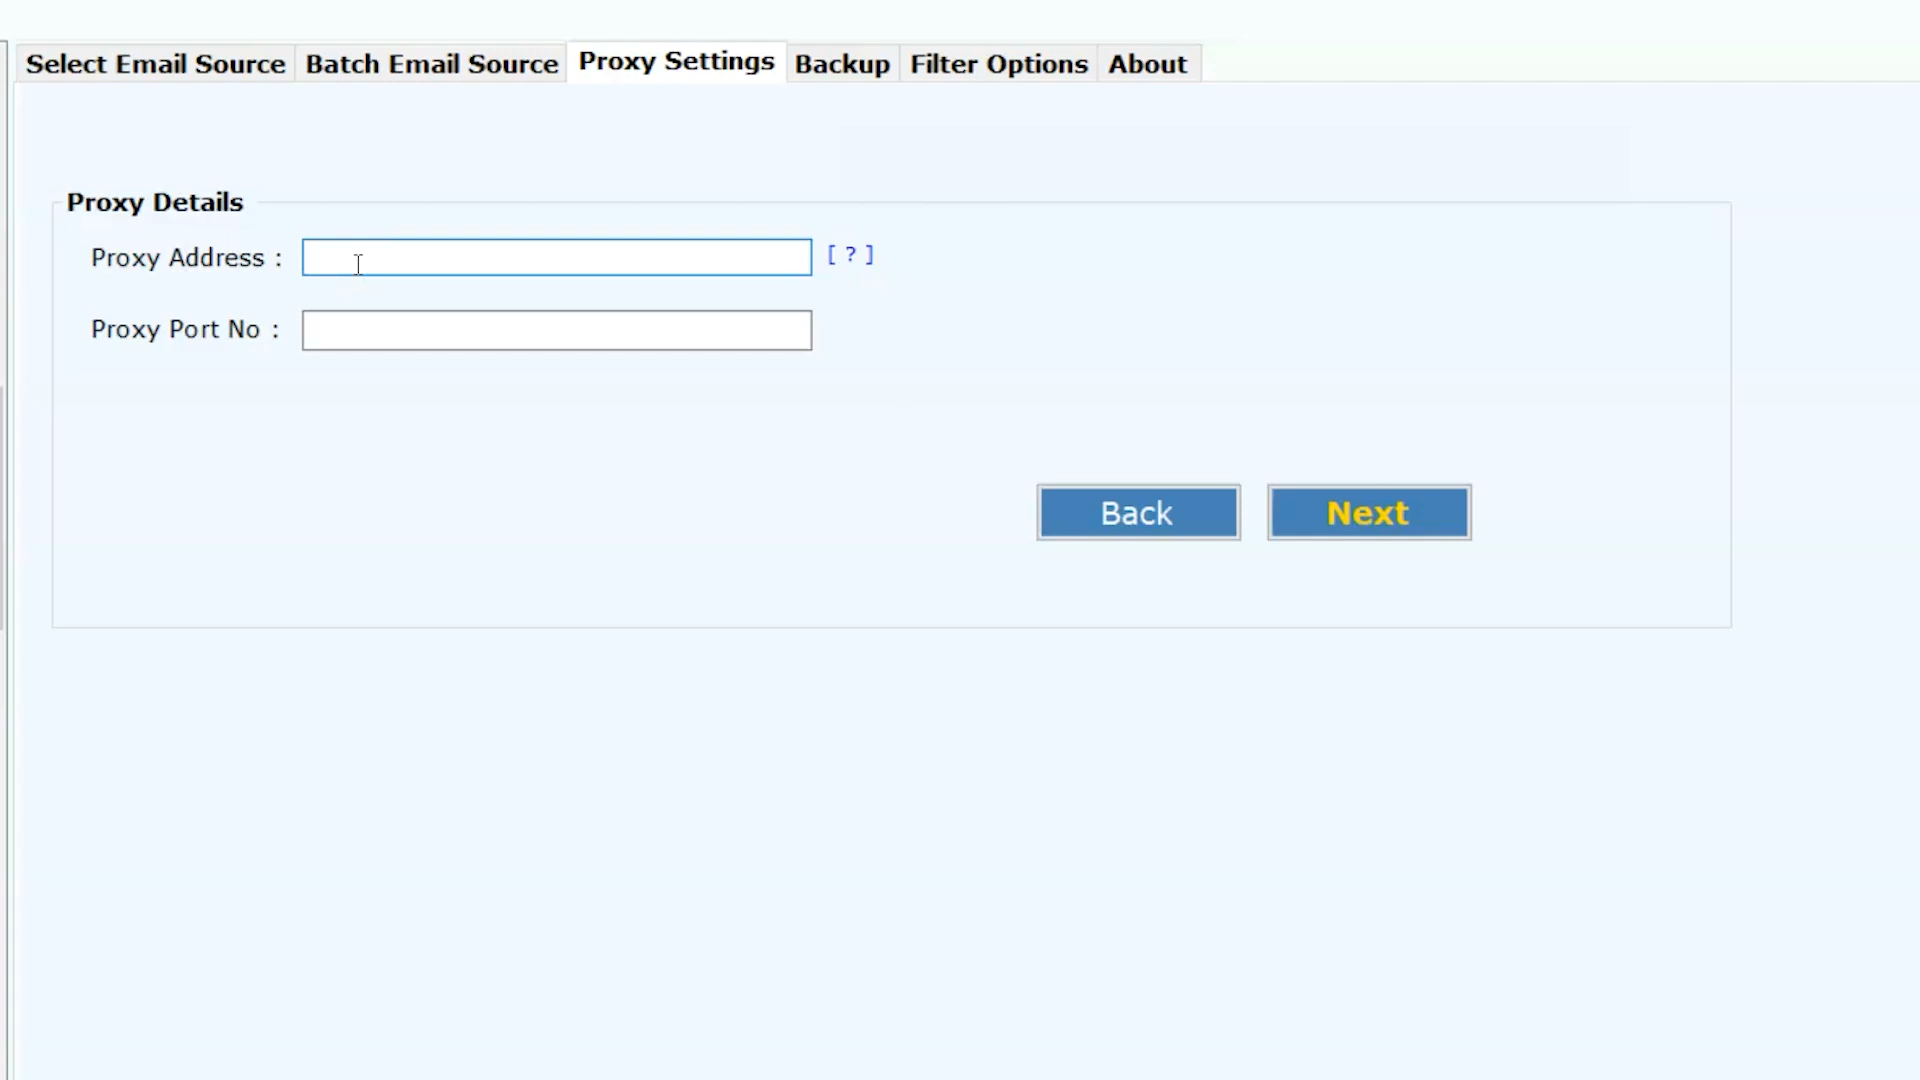 Select Email Source Batch Email Source Proxy Settings Backup Filter Options About
Proxy Details
Proxy Address : [ ? ]
Proxy Port No :
Back Next